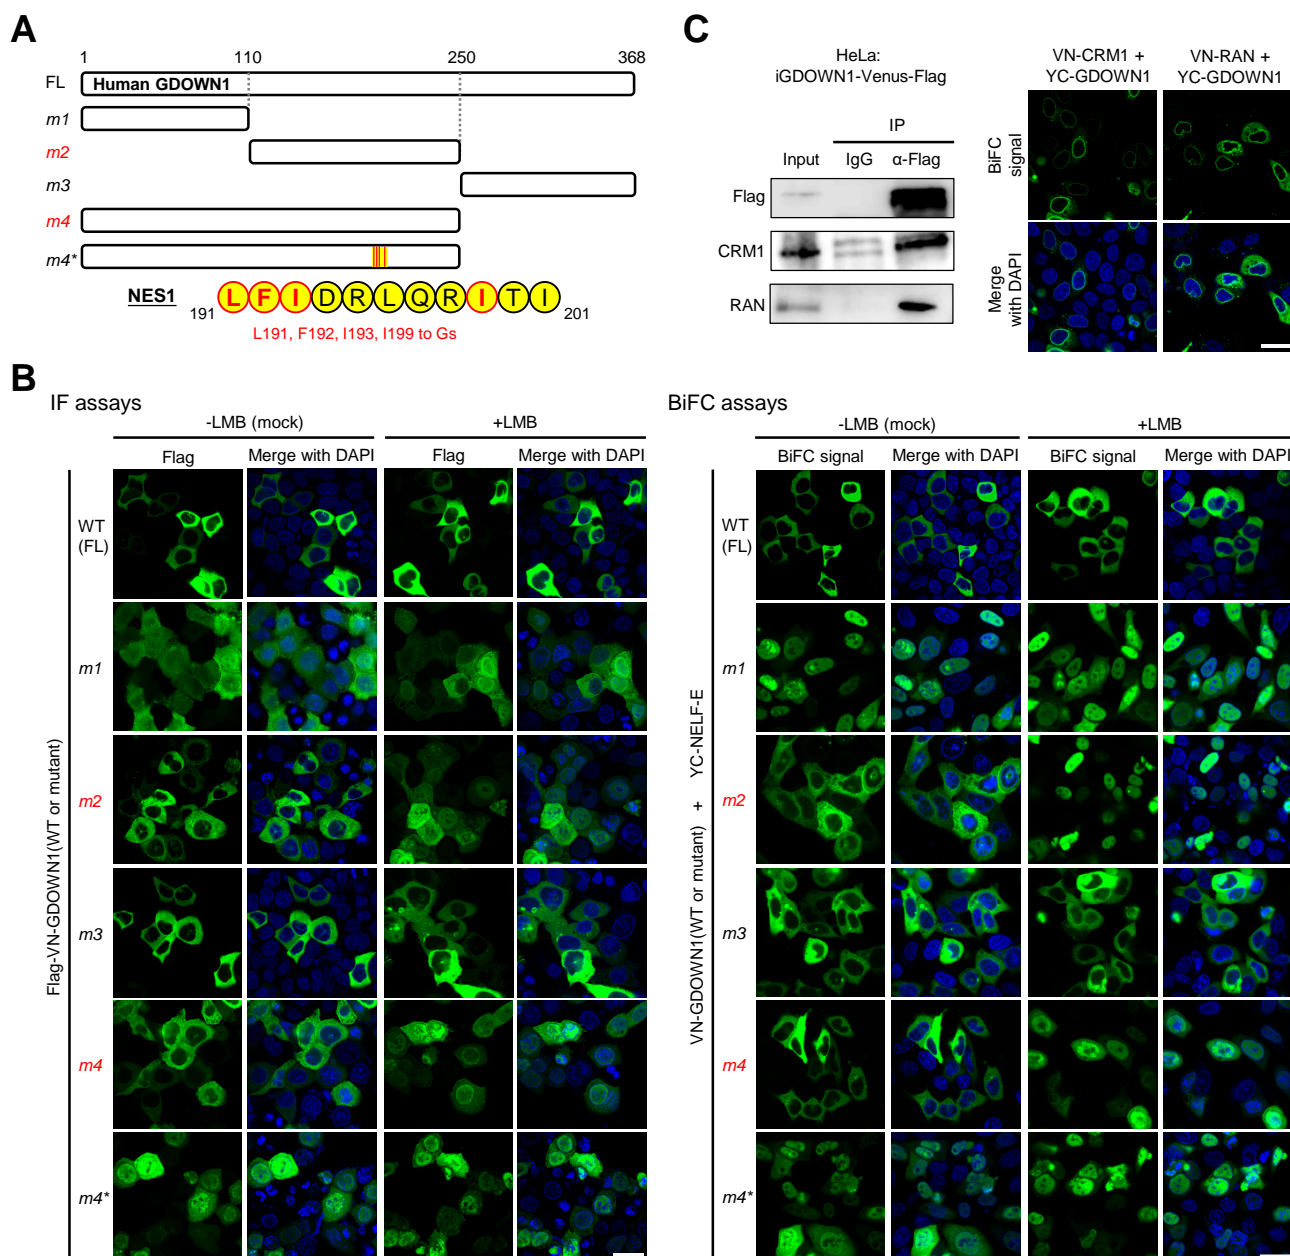 A
1 110 250 368
FL Human GDOWN1
m1
m2
m3
m4
m4*
NES1 191 L F I D R L Q R I T I 201
L191, F192, I193, I199 to Gs
C
HeLa:
iGDOWN1-Venus-Flag
IP
Input IgG α-Flag
Flag
CRM1
RAN
VN-CRM1 +
YC-GDOWN1
VN-RAN +
YC-GDOWN1
BiFC
signal
Merge
with DAPI
B
IF assays
-LMB (mock) +LMB
Flag Merge with DAPI Flag Merge with DAPI
Flag-VN-GDOWN1(WT or mutant)
WT
(FL)
m1
m2
m3
m4
m4*
BiFC assays
-LMB (mock) +LMB
BiFC signal Merge with DAPI BiFC signal Merge with DAPI
VN-GDOWN1(WT or mutant) + YC-NELF-E
WT
(FL)
m1
m2
m3
m4
m4*